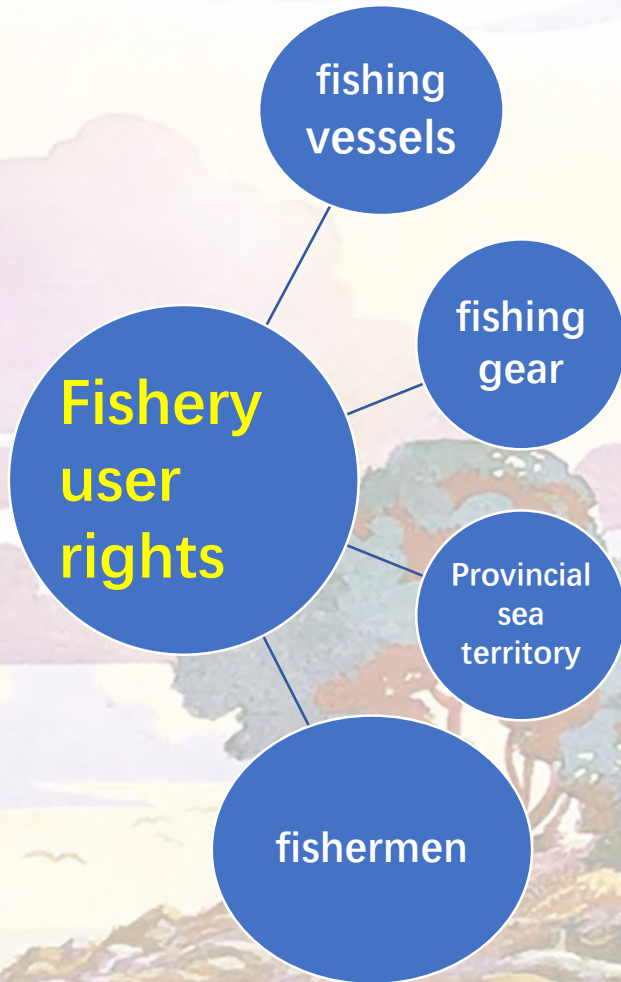 fishing
vessels
fishing
gear
Fishery
user
rights
Provincial
sea
territory
fishermen